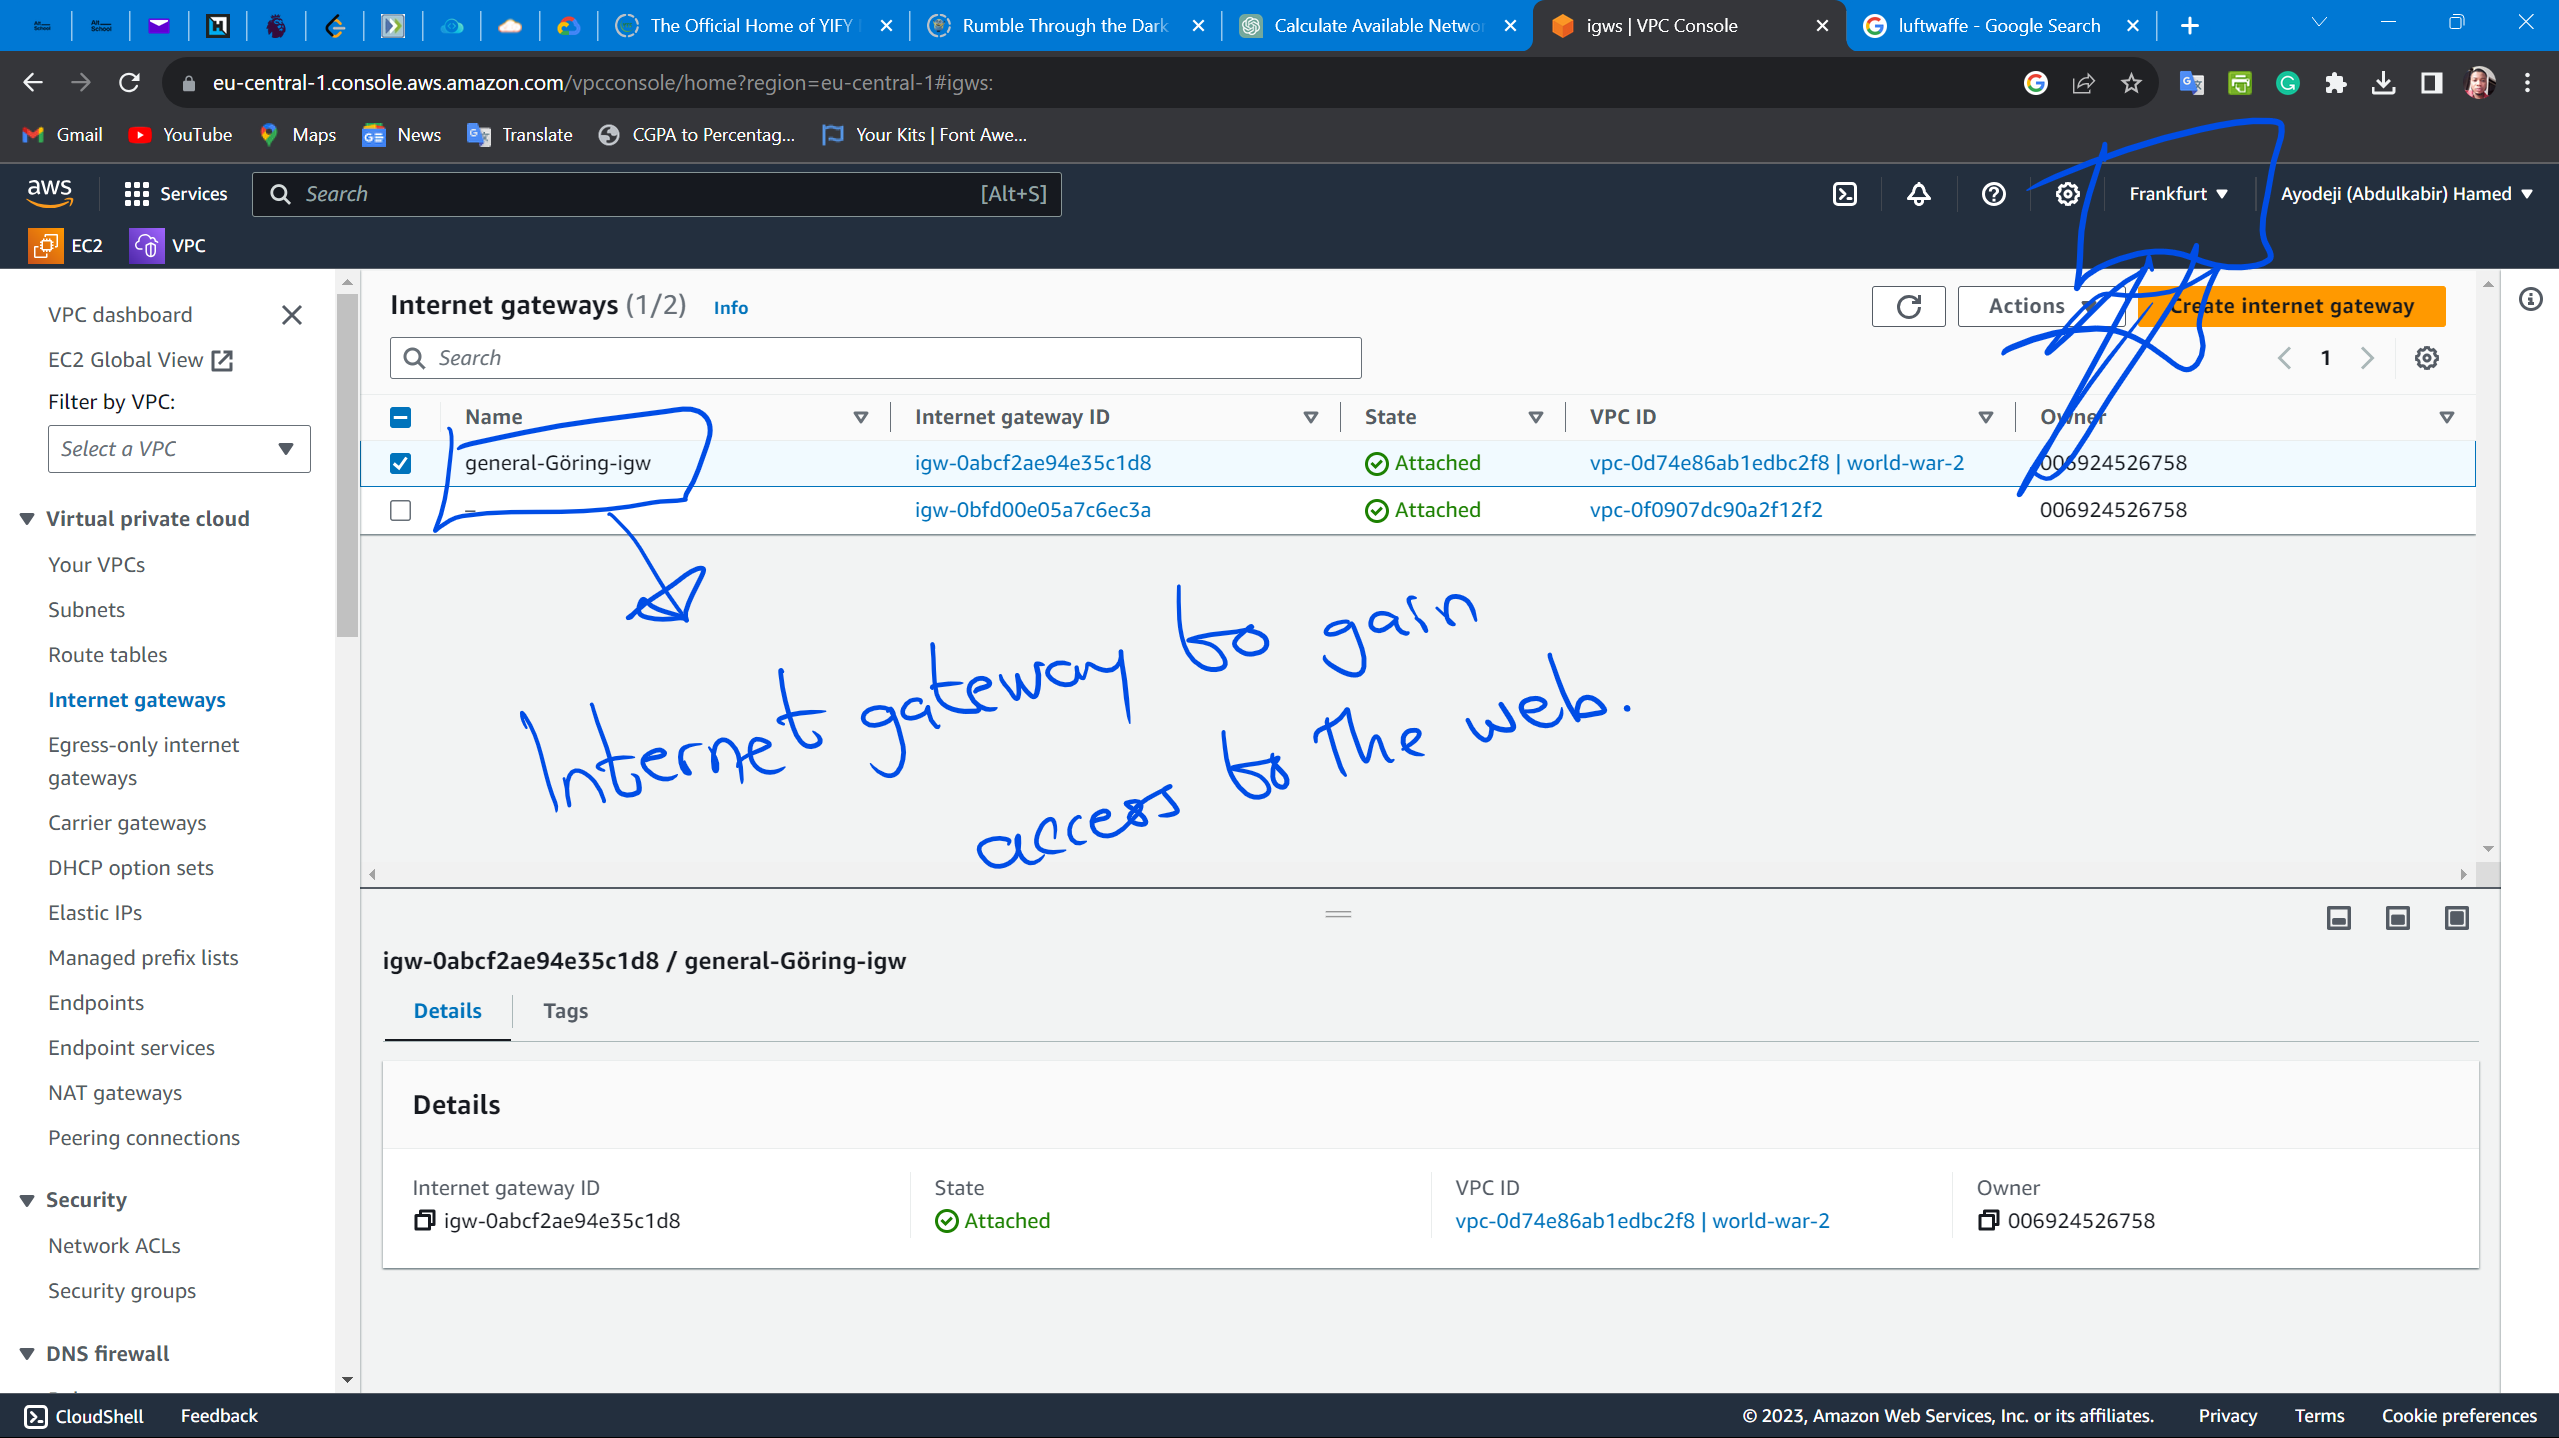 The Official Home of YIFY
Rumble Through the Dark
Calculate Available Networ
igws | VPC Console
luftwaffe - Google Search
eu-central-1.console.aws.amazon.com/vpcconsole/home?region=eu-central-1#igws:
Gmail YouTube Maps News Translate CGPA to Percentag... Your Kits | Font Awe...
aws Services Search [Alt+S] Frankfurt Ayodeji (Abdulkabir) Hamed
EC2 VPC
VPC dashboard
EC2 Global View
Filter by VPC:
Select a VPC
Virtual private cloud
Your VPCs
Subnets
Route tables
Internet gateways
Egress-only internet
gateways
Carrier gateways
DHCP option sets
Elastic IPs
Managed prefix lists
Endpoints
Endpoint services
NAT gateways
Peering connections
Security
Network ACLs
Security groups
DNS firewall
Internet gateways (1/2) Info
Actions Create internet gateway
Search
1
Name Internet gateway ID State VPC ID Owner
general-Göring-igw igw-0abcf2ae94e35c1d8 Attached vpc-0d74e86ab1edbc2f8 | world-war-2 006924526758
– igw-0bfd00e05a7c6ec3a Attached vpc-0f0907dc90a2f12f2 006924526758
Internet gateway to gain
access to the web.
igw-0abcf2ae94e35c1d8 / general-Göring-igw
Details Tags
Details
Internet gateway ID State VPC ID Owner
igw-0abcf2ae94e35c1d8 Attached vpc-0d74e86ab1edbc2f8 | world-war-2 006924526758
CloudShell Feedback © 2023, Amazon Web Services, Inc. or its affiliates. Privacy Terms Cookie preferences